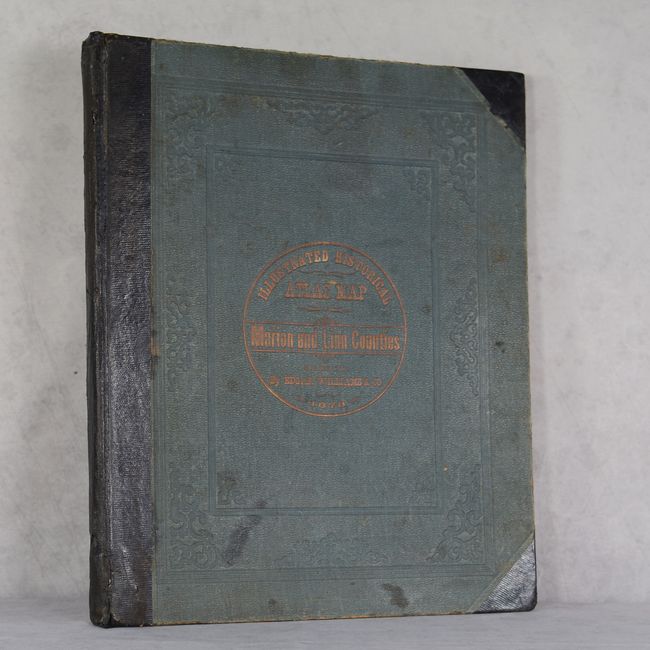 ILLUSTRATED HISTORICAL
ATLAS MAP
Marion and Linn Counties
By EDGAR WILLIAMS & CO
1878